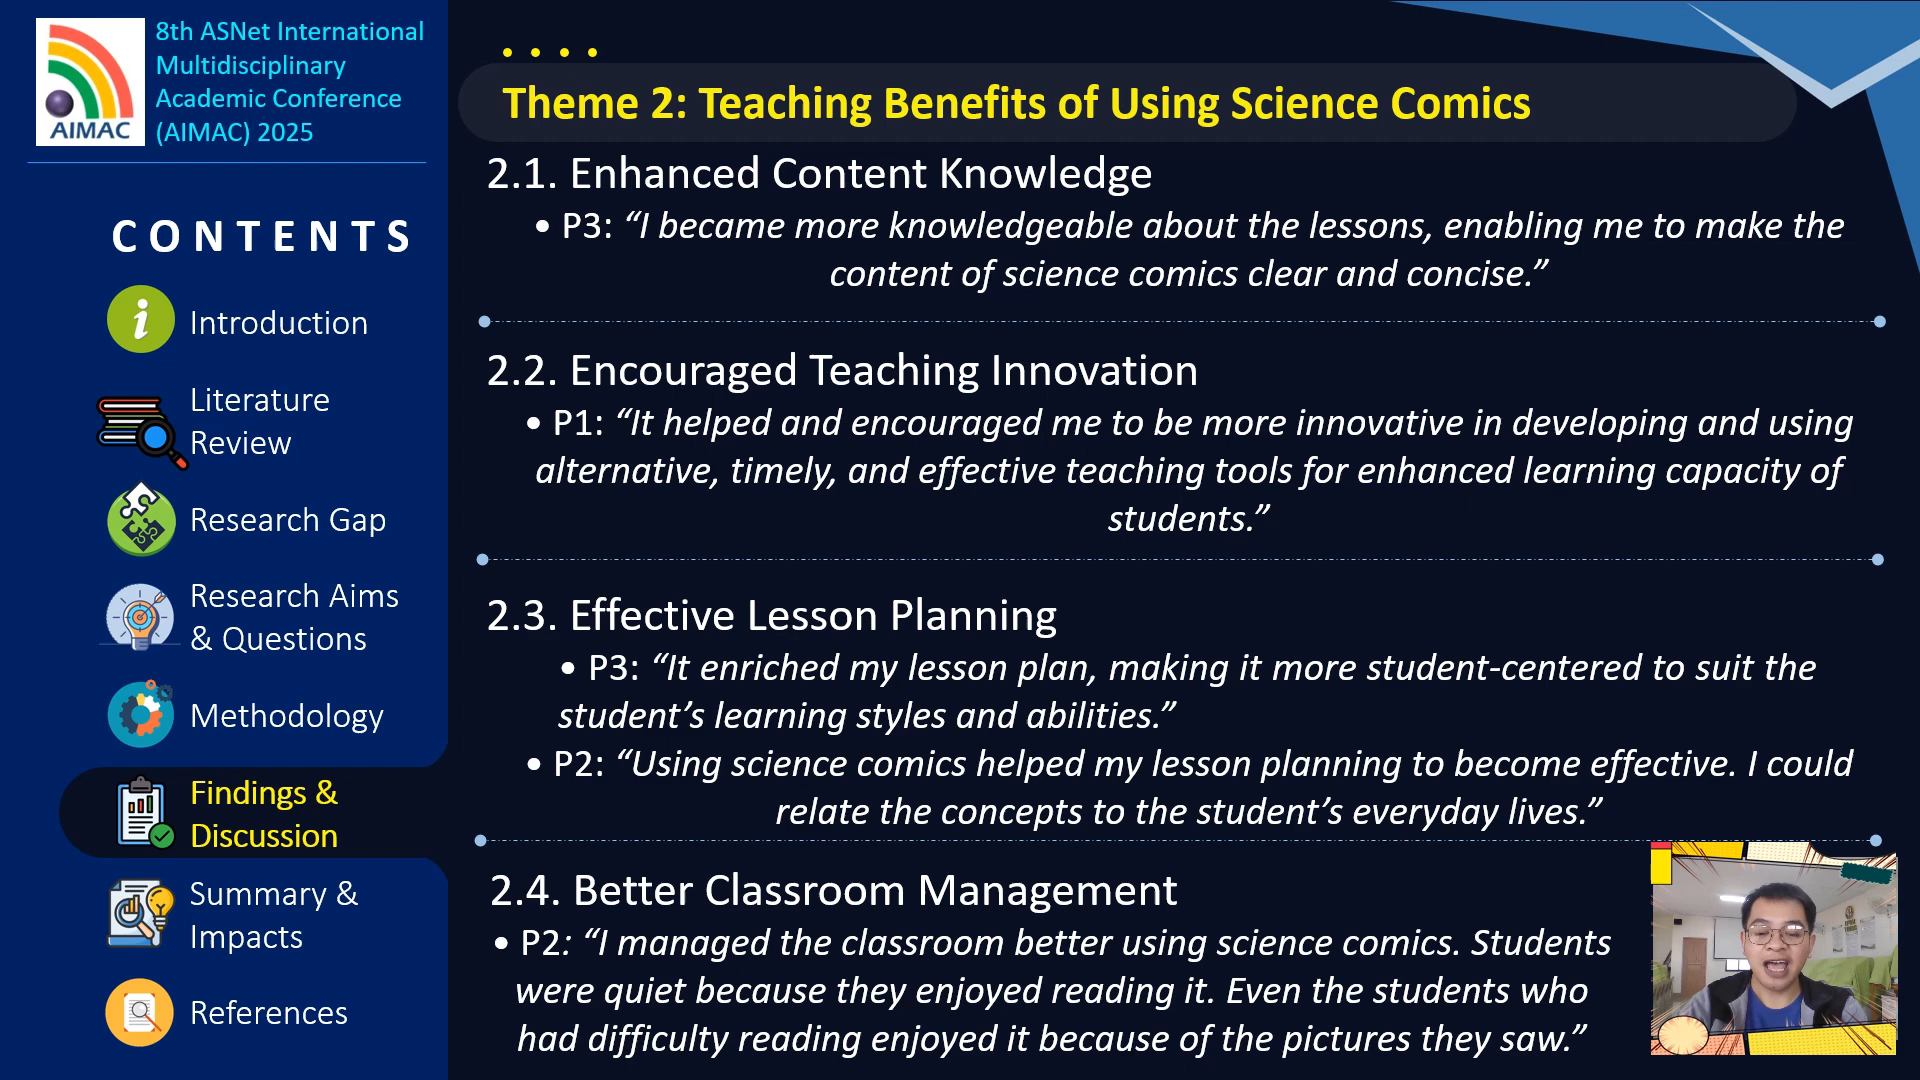 AIMAC
8th ASNet International
Multidisciplinary
Academic Conference
(AIMAC) 2025
CONTENTS
i
Introduction
Literature
Review
Research Gap
Research Aims
& Questions
Methodology
Findings &
Discussion
Summary &
Impacts
References
Theme 2: Teaching Benefits of Using Science Comics
2.1. Enhanced Content Knowledge
• P3: “I became more knowledgeable about the lessons, enabling me to make the
content of science comics clear and concise.”
2.2. Encouraged Teaching Innovation
• P1: “It helped and encouraged me to be more innovative in developing and using
alternative, timely, and effective teaching tools for enhanced learning capacity of
students.”
2.3. Effective Lesson Planning
• P3: “It enriched my lesson plan, making it more student-centered to suit the
student’s learning styles and abilities.”
• P2: “Using science comics helped my lesson planning to become effective. I could
relate the concepts to the student’s everyday lives.”
2.4. Better Classroom Management
• P2: “I managed the classroom better using science comics. Students
were quiet because they enjoyed reading it. Even the students who
had difficulty reading enjoyed it because of the pictures they saw.”